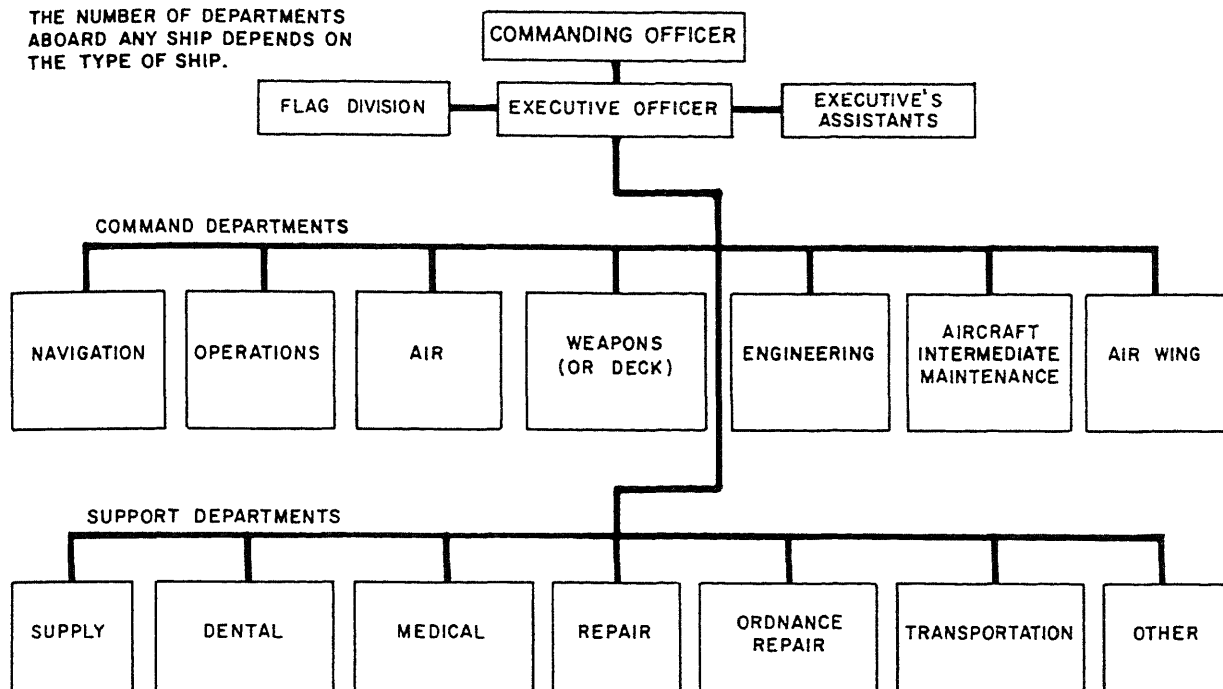 THE NUMBER OF DEPARTMENTS
ABOARD ANY SHIP DEPENDS ON
THE TYPE OF SHIP.
COMMANDING OFFICER
FLAG DIVISION
EXECUTIVE OFFICER
EXECUTIVE'S
ASSISTANTS
COMMAND DEPARTMENTS
NAVIGATION
OPERATIONS
AIR
WEAPONS
(OR DECK)
ENGINEERING
AIRCRAFT
INTERMEDIATE
MAINTENANCE
AIR WING
SUPPORT DEPARTMENTS
SUPPLY
DENTAL
MEDICAL
REPAIR
ORDNANCE
REPAIR
TRANSPORTATION
OTHER